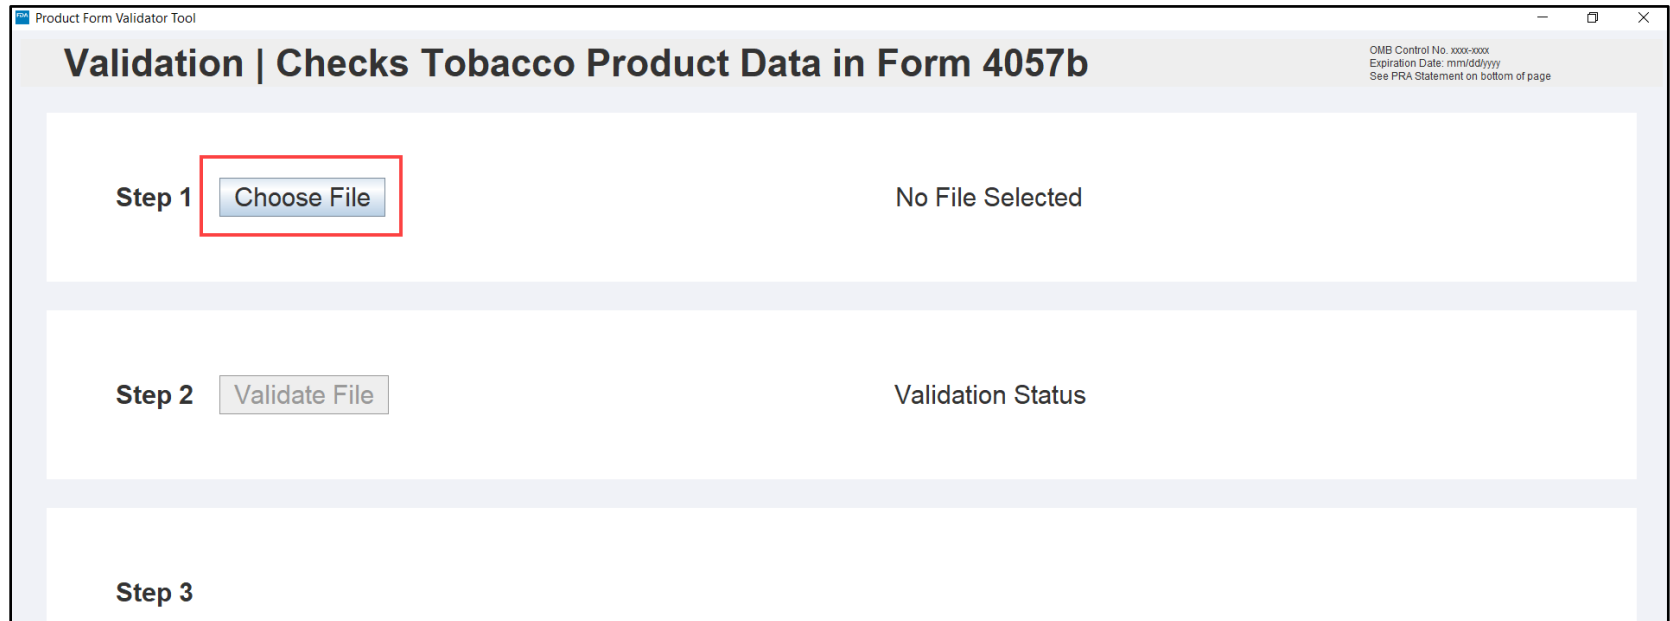 FDA Product Form Validator Tool
Validation | Checks Tobacco Product Data in Form 4057b
OMB Control No. xxxx-xxxx
Expiration Date: mm/dd/yyyy
See PRA Statement on bottom of page
Step 1 Choose File No File Selected
Step 2 Validate File Validation Status
Step 3